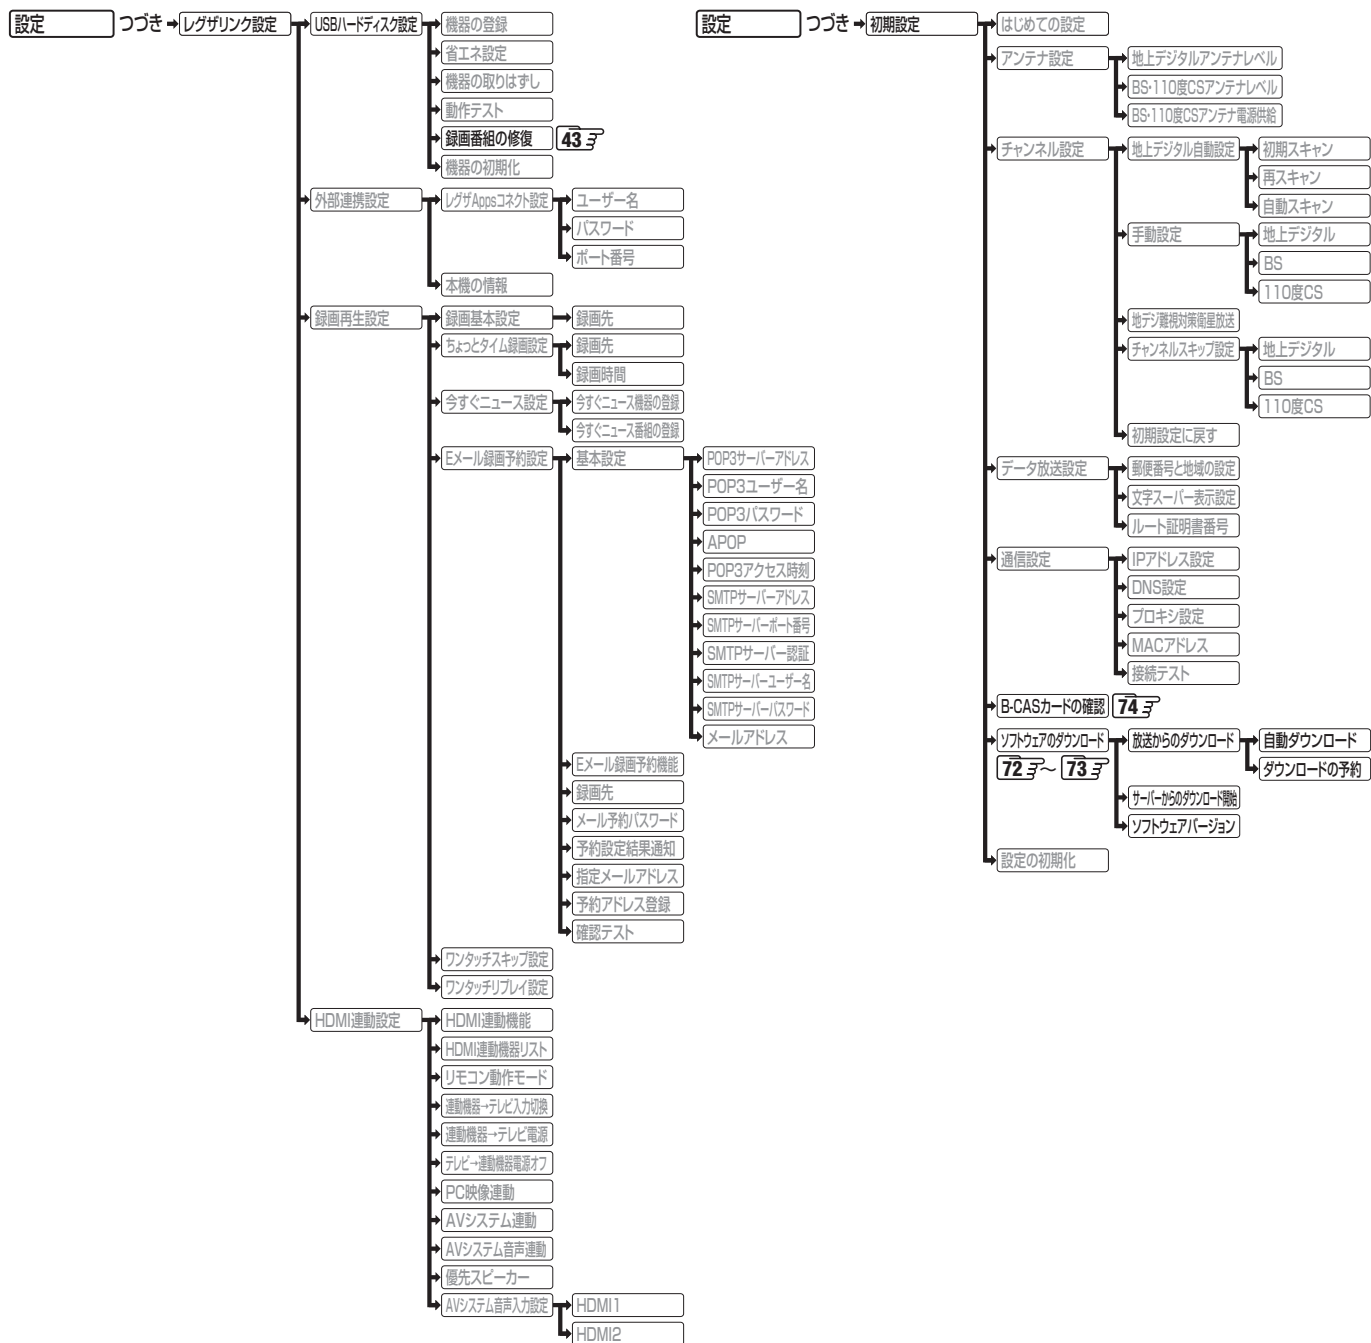 設定 つづき レグザリンク設定
USBハードディスク設定
機器の登録
省エネ設定
機器の取りはずし
動作テスト
録画番組の修復 43
機器の初期化
外部連携設定
レグザAppsコネクト設定
ユーザー名
パスワード
ポート番号
本機の情報
録画再生設定
録画基本設定
録画先
ちょっとタイム録画設定
録画先
録画時間
今すぐニュース設定
今すぐニュース機器の登録
今すぐニュース番組の登録
Eメール録画予約設定
基本設定
POP3サーバーアドレス
POP3ユーザー名
POP3パスワード
APOP
POP3アクセス時刻
SMTPサーバーアドレス
SMTPサーバーポート番号
SMTPサーバー認証
SMTPサーバーユーザー名
SMTPサーバーパスワード
メールアドレス
Eメール録画予約機能
録画先
メール予約パスワード
予約設定結果通知
指定メールアドレス
予約アドレス登録
確認テスト
ワンタッチスキップ設定
ワンタッチリプレイ設定
HDMI連動設定
HDMI連動機能
HDMI連動機器リスト
リモコン動作モード
連動機器→テレビ入力切換
連動機器→テレビ電源
テレビ→連動機器電源オフ
PC映像連動
AVシステム連動
AVシステム音声連動
優先スピーカー
AVシステム音声入力設定
HDMI1
HDMI2
設定 つづき 初期設定
はじめての設定
アンテナ設定
地上デジタルアンテナレベル
BS・110度CSアンテナレベル
BS・110度CSアンテナ電源供給
チャンネル設定
地上デジタル自動設定
初期スキャン
再スキャン
自動スキャン
手動設定
地上デジタル
BS
110度CS
地デジ難視対策衛星放送
チャンネルスキップ設定
地上デジタル
BS
110度CS
初期設定に戻す
データ放送設定
郵便番号と地域の設定
文字スーパー表示設定
ルート証明書番号
通信設定
IPアドレス設定
DNS設定
プロキシ設定
MACアドレス
接続テスト
B-CASカードの確認 74
ソフトウェアのダウンロード
72 ～ 73
放送からのダウンロード
自動ダウンロード
ダウンロードの予約
サーバーからのダウンロード開始
ソフトウェアバージョン
設定の初期化